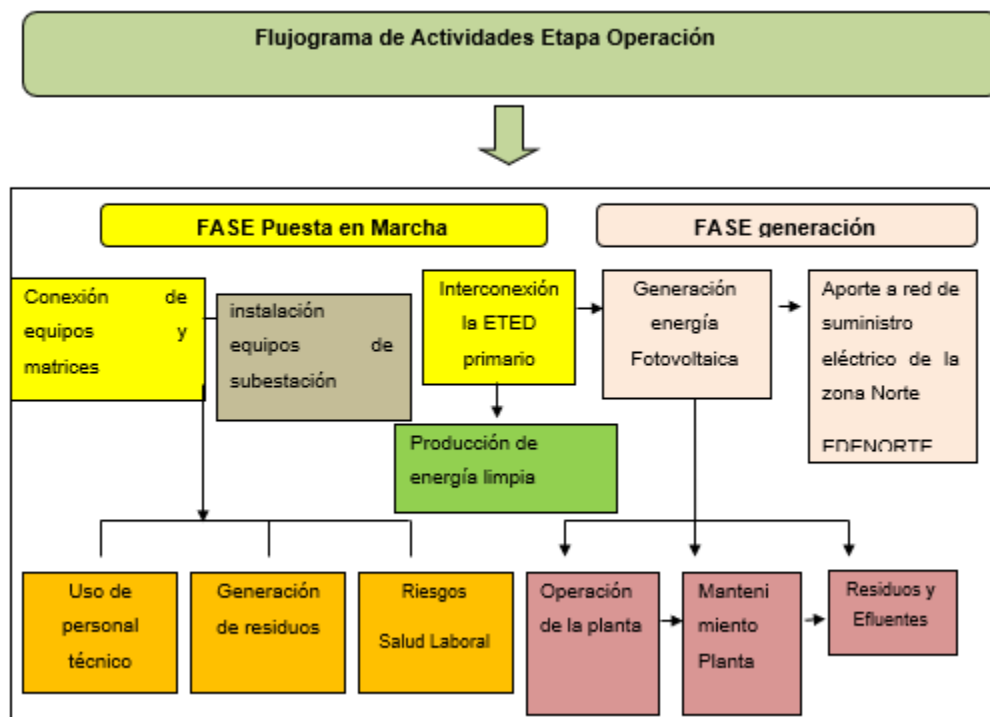 Flujograma de Actividades Etapa Operación
FASE Puesta en Marcha
FASE generación
Conexión de
equipos y
matrices
instalación
equipos de
subestación
Interconexión
la ETED
primario
Generación
energía
Fotovoltaica
Aporte a red de
suministro
eléctrico de la
zona Norte
EDENORTE
Producción de
energía limpia
Uso de
personal
técnico
Generación
de residuos
Riesgos
Salud Laboral
Operación
de la planta
Manteni
miento
Planta
Residuos y
Efluentes